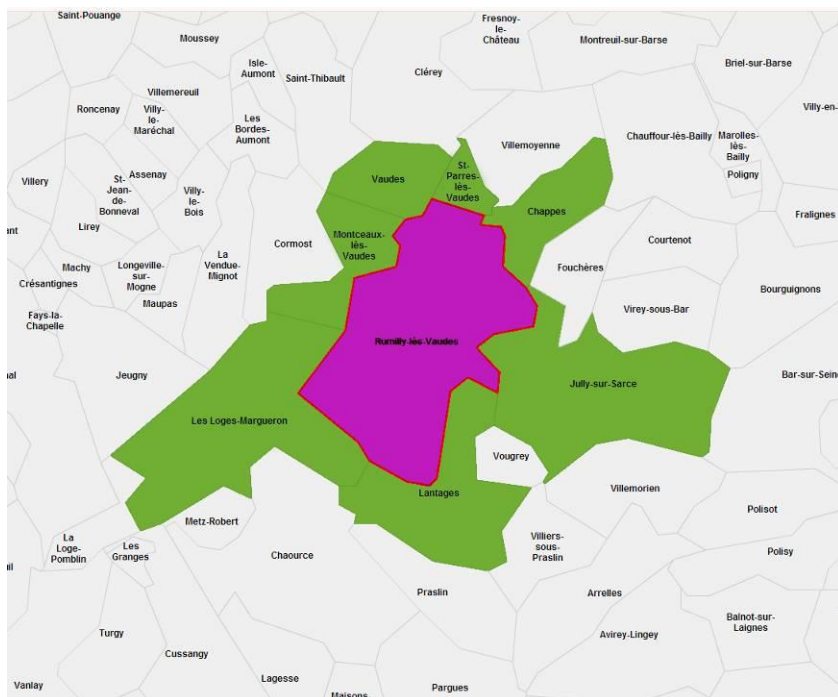 Saint-Pouange
Moussey
Fresnoy-
le-
Château
Montreuil-sur-Barse
Isle-
Aumont
Saint-Thibault
Clérey
Briel-sur-Barse
Villemereuil
Roncenay
Villy-
le-
Maréchal
Les
Bordes-
Aumont
Villy-en-
Villemoyenne
Chauffour-lès-Bailly
Marolles-
lès-
Bailly
Poligny
Villery
Assenay
St-
Jean-
de-
Bonneval
Villy-
le-
Bois
Vaudes
St-
Parres-
lès-
Vaudes
Chappes
Fralignes
Lirey
Cormost
Montceaux-
lès-
Vaudes
Courtenot
La
Vendue-
Mignot
Machy
Longeville-
sur-
Mogne
Fouchères
Crésantignes
Maupas
Bourguignons
Fays-la-
Chapelle
Virey-sous-Bar
Rumilly-lès-Vaudes
Jeugny
Bar-sur-Seine
Jully-sur-Sarce
Les Loges-Margueron
Vougrey
Lantages
Villemorien
Metz-Robert
Polisot
La
Loge-
Pomblin
Les
Granges
Chaource
Villiers-
sous-
Praslin
Polisy
Praslin
Arrelles
Turgy
Avirey-Lingey
Balnot-sur-
Laignes
Cussangy
Vanlay
Lagesse
Maisons
Pargues